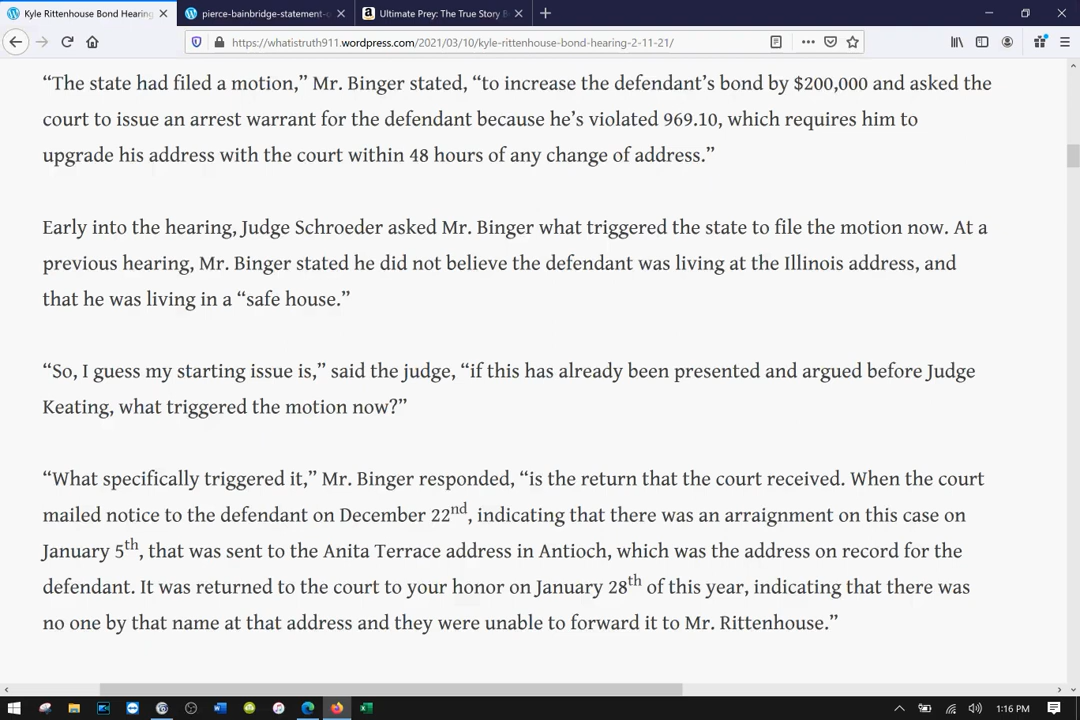 Kyle Rittenhouse Bond Hearing
pierce-bainbridge-statement-o
Ultimate Prey: The True Story B
https://whatistruth911.wordpress.com/2021/03/10/kyle-rittenhouse-bond-hearing-2-11-21/
“The state had filed a motion,” Mr. Binger stated, “to increase the defendant’s bond by $200,000 and asked the
court to issue an arrest warrant for the defendant because he’s violated 969.10, which requires him to
upgrade his address with the court within 48 hours of any change of address.”
Early into the hearing, Judge Schroeder asked Mr. Binger what triggered the state to file the motion now. At a
previous hearing, Mr. Binger stated he did not believe the defendant was living at the Illinois address, and
that he was living in a “safe house.”
“So, I guess my starting issue is,” said the judge, “if this has already been presented and argued before Judge
Keating, what triggered the motion now?”
“What specifically triggered it,” Mr. Binger responded, “is the return that the court received. When the court
mailed notice to the defendant on December 22nd, indicating that there was an arraignment on this case on
January 5th, that was sent to the Anita Terrace address in Antioch, which was the address on record for the
defendant. It was returned to the court to your honor on January 28th of this year, indicating that there was
no one by that name at that address and they were unable to forward it to Mr. Rittenhouse.”
1:16 PM